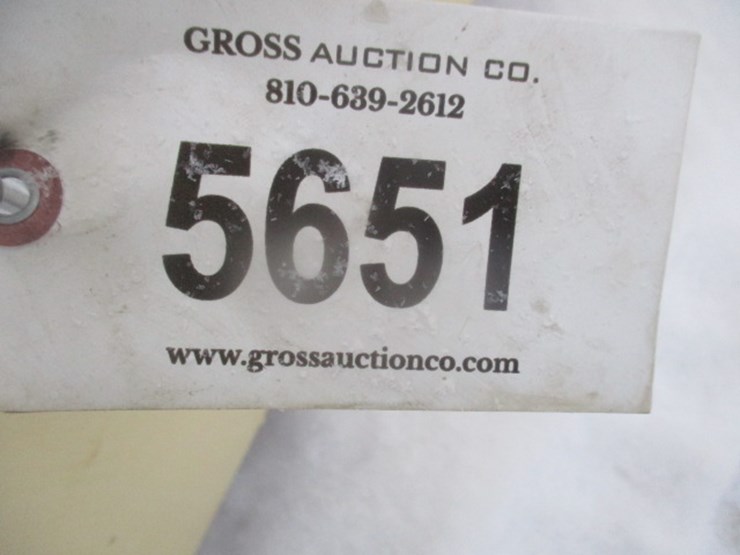 GROSS AUCTION CO.
810-639-2612
5651
www.grossauctionco.com